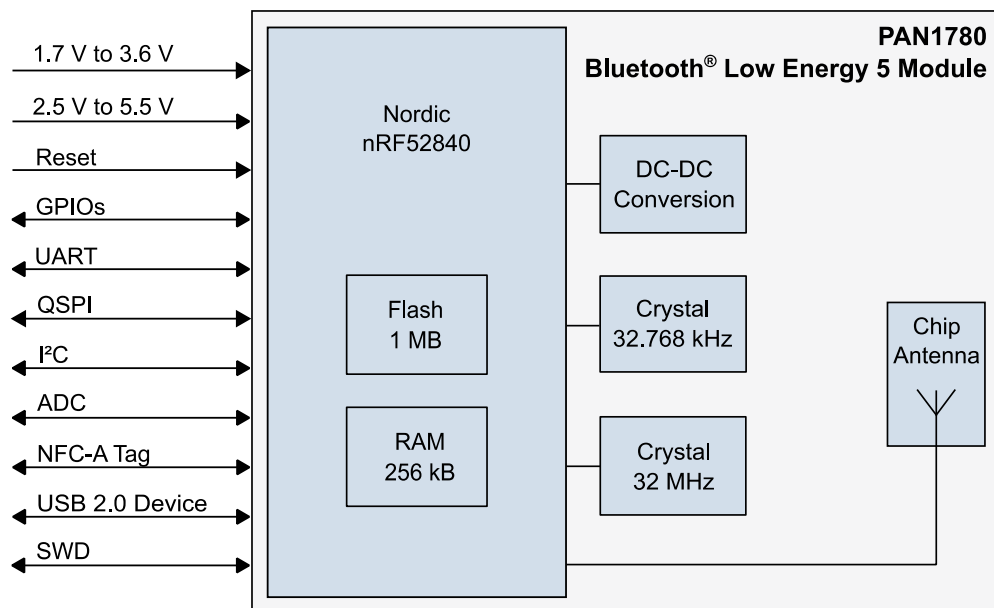 PAN1780
Bluetooth® Low Energy 5 Module
1.7 V to 3.6 V
2.5 V to 5.5 V
Reset
GPIOs
UART
QSPI
I²C
ADC
NFC-A Tag
USB 2.0 Device
SWD
Nordic
nRF52840
Flash
1 MB
RAM
256 kB
DC-DC
Conversion
Crystal
32.768 kHz
Crystal
32 MHz
Chip
Antenna